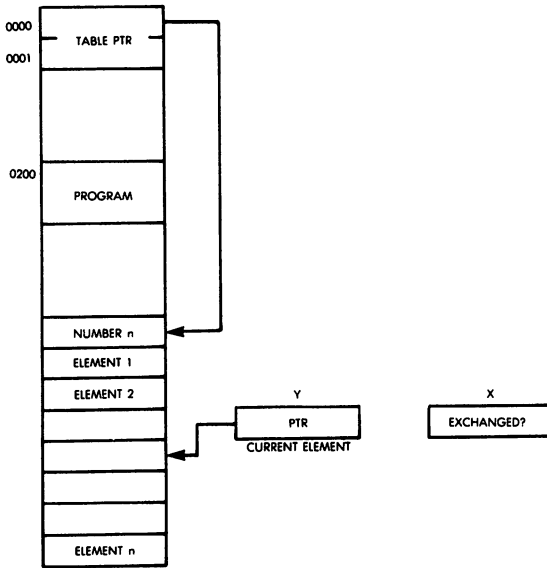 0000
TABLE PTR
0001
0200
PROGRAM
NUMBER n
ELEMENT 1
ELEMENT 2
Y
X
PTR
EXCHANGED?
CURRENT ELEMENT
ELEMENT n